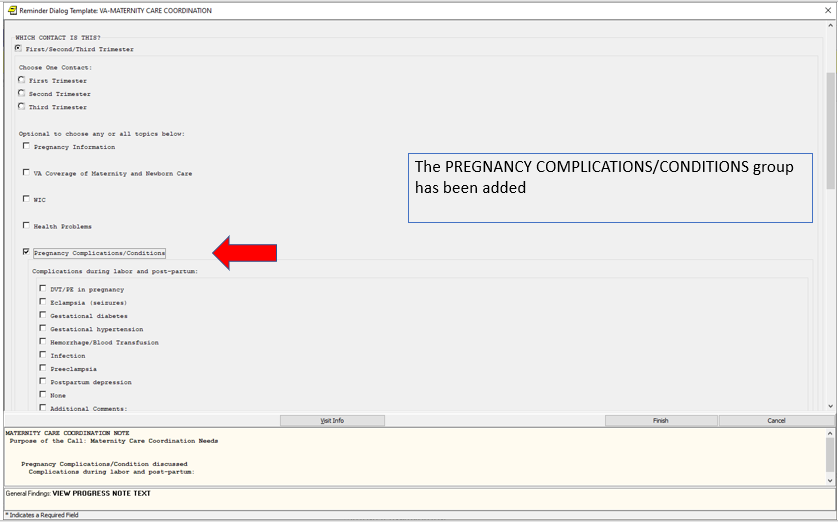 Reminder Dialog Template: VA-MATERNITY CARE COORDINATION
WHICH CONTACT IS THIS?
First/Second/Third Trimester
Choose One Contact:
First Trimester
Second Trimester
Third Trimester
Optional to choose any or all topics below:
Pregnancy Information
VA Coverage of Maternity and Newborn Care
WIC
Health Problems
Pregnancy Complications/Conditions
The PREGNANCY COMPLICATIONS/CONDITIONS group
has been added
Complications during labor and post-partum:
DVT/PE in pregnancy
Eclampsia (seizures)
Gestational diabetes
Gestational hypertension
Hemorrhage/Blood Transfusion
Infection
Preeclampsia
Postpartum depression
None
Additional Comments:
Visit Info Finish Cancel
MATERNITY CARE COORDINATION NOTE
Purpose of the Call: Maternity Care Coordination Needs
Pregnancy Complications/Condition discussed
Complications during labor and post-partum:
General Findings: VIEW PROGRESS NOTE TEXT
* Indicates a Required Field